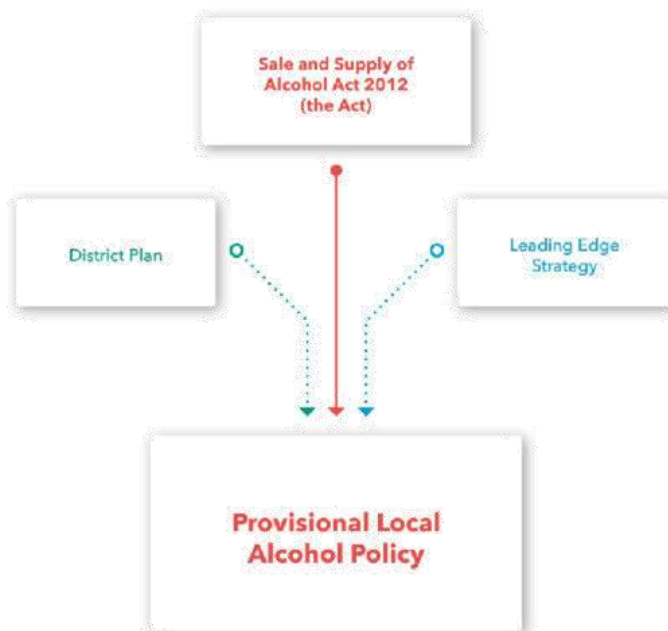 Sale and Supply of
Alcohol Act 2012
(the Act)
District Plan
Leading Edge
Strategy
Provisional Local
Alcohol Policy